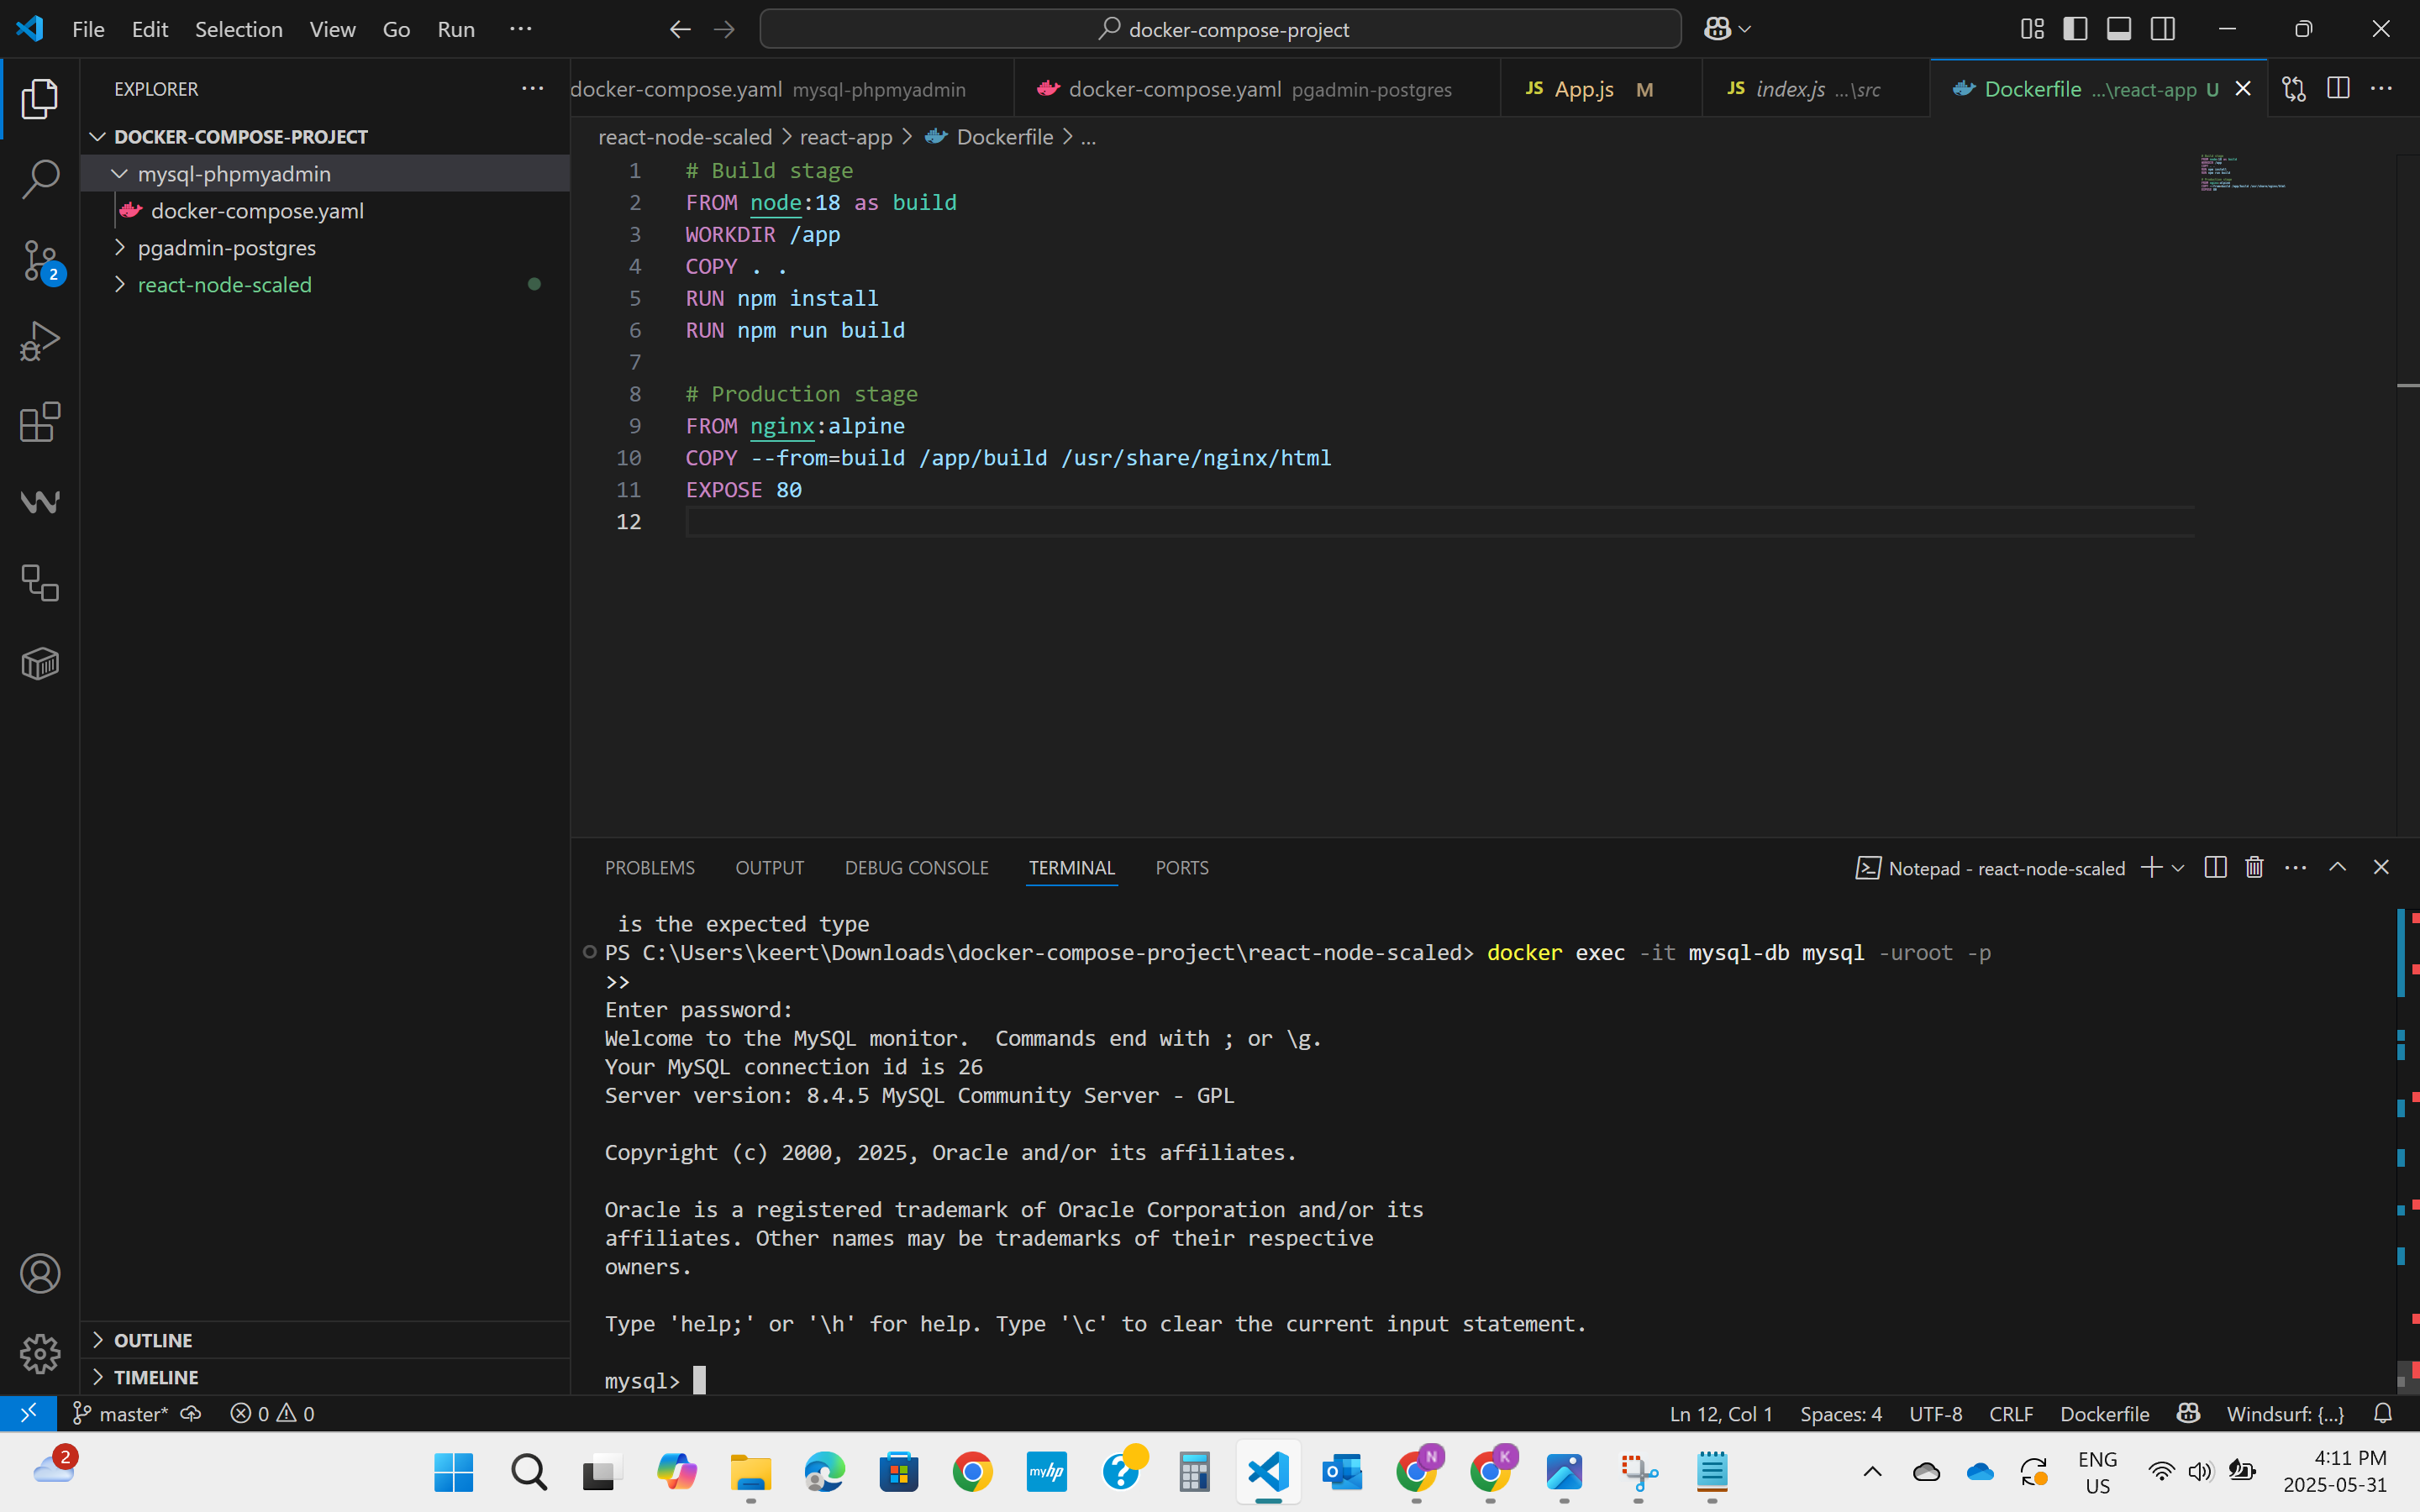 File Edit Selection View Go Run ...
docker-compose-project
EXPLORER
DOCKER-COMPOSE-PROJECT
mysql-phpmyadmin
docker-compose.yaml
pgadmin-postgres
react-node-scaled
2
docker-compose.yaml mysql-phpmyadmin
docker-compose.yaml pgadmin-postgres
JS App.js M
JS index.js ...\src
Dockerfile ...\react-app U
react-node-scaled > react-app > Dockerfile > ...
1 # Build stage
2 FROM node:18 as build
3 WORKDIR /app
4 COPY . .
5 RUN npm install
6 RUN npm run build
7
8 # Production stage
9 FROM nginx:alpine
10 COPY --from=build /app/build /usr/share/nginx/html
11 EXPOSE 80
12
PROBLEMS OUTPUT DEBUG CONSOLE TERMINAL PORTS
Notepad - react-node-scaled
is the expected type
PS C:\Users\keert\Downloads\docker-compose-project\react-node-scaled> docker exec -it mysql-db mysql -uroot -p
>>
Enter password:
Welcome to the MySQL monitor.  Commands end with ; or \g.
Your MySQL connection id is 26
Server version: 8.4.5 MySQL Community Server - GPL
Copyright (c) 2000, 2025, Oracle and/or its affiliates.
Oracle is a registered trademark of Oracle Corporation and/or its
affiliates. Other names may be trademarks of their respective
owners.
Type 'help;' or '\h' for help. Type '\c' to clear the current input statement.
mysql>
OUTLINE
TIMELINE
master* 0 0
Ln 12, Col 1 Spaces: 4 UTF-8 CRLF Dockerfile Windsurf: {...}
2
myhp
N
K
ENG
US
4:11 PM
2025-05-31